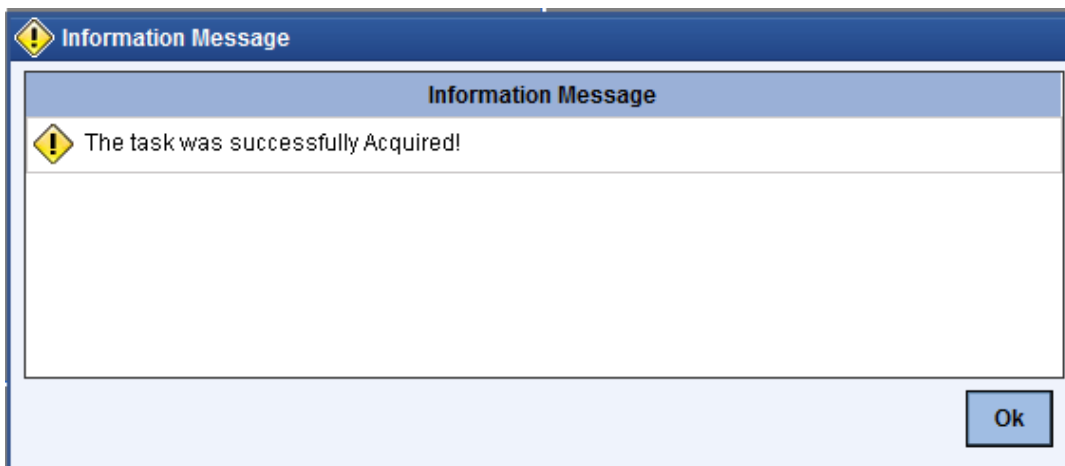 Information Message
Information Message
The task was successfully Acquired!
Ok